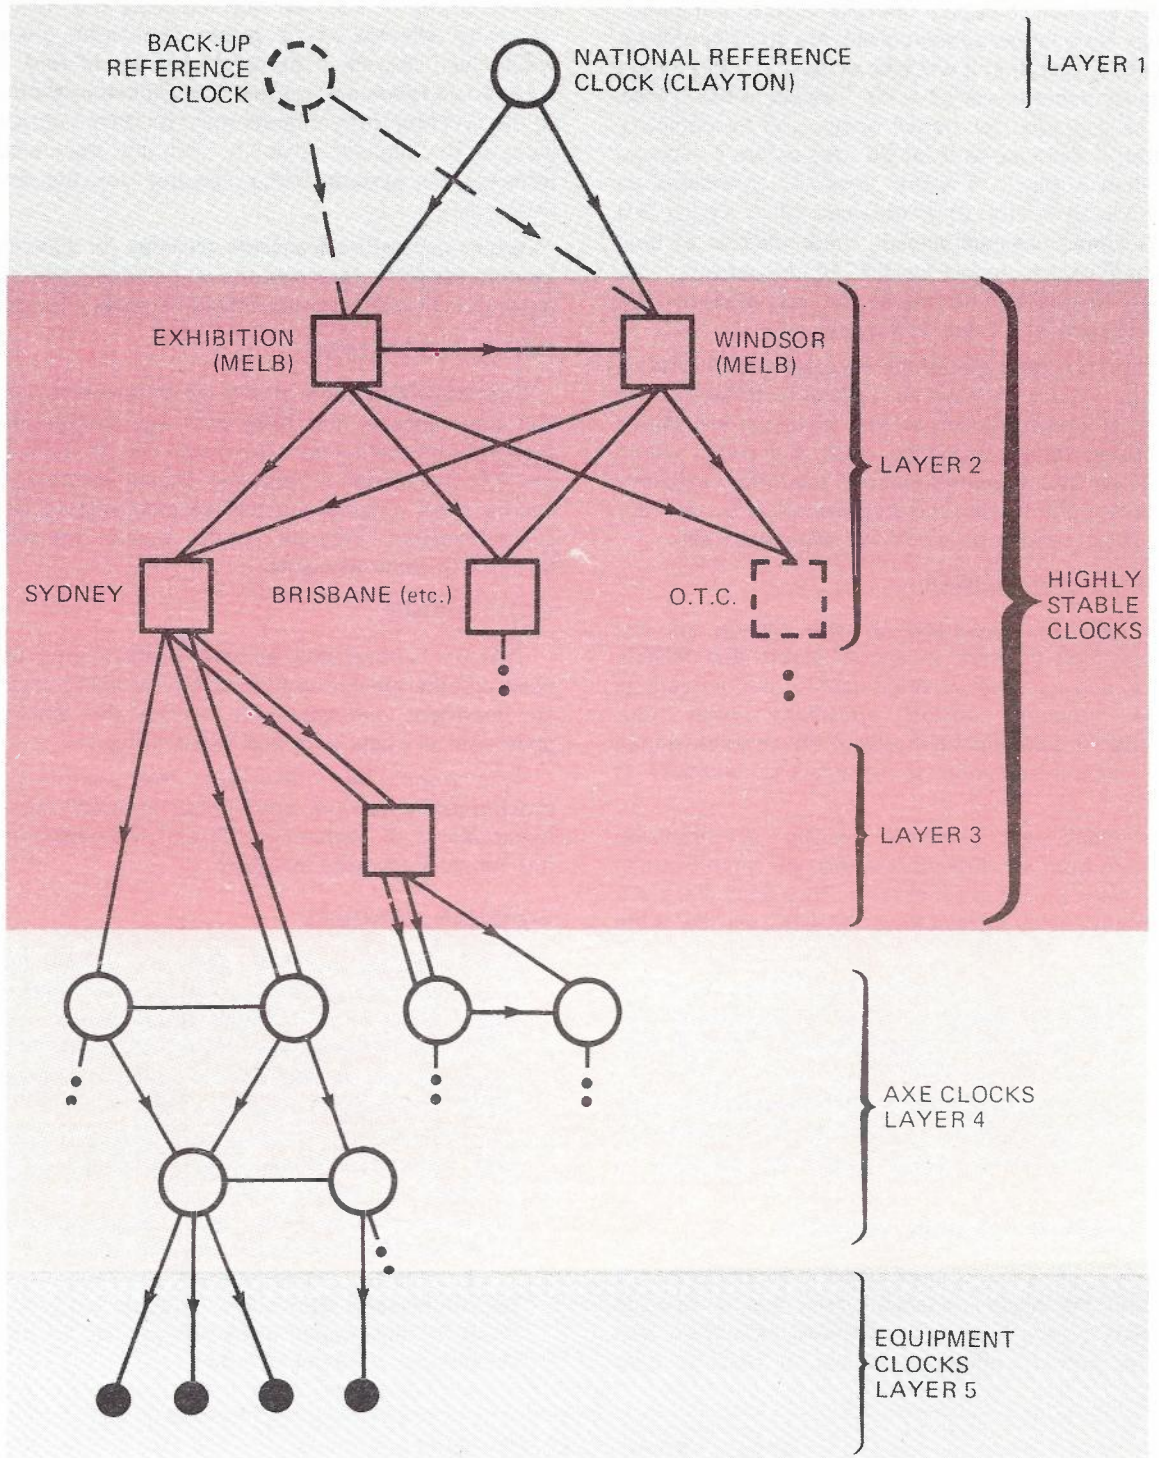 BACK-UP
REFERENCE
CLOCK
NATIONAL REFERENCE
CLOCK (CLAYTON)
LAYER 1
EXHIBITION
(MELB)
WINDSOR
(MELB)
LAYER 2
SYDNEY
BRISBANE (etc.)
O.T.C.
HIGHLY
STABLE
CLOCKS
LAYER 3
AXE CLOCKS
LAYER 4
EQUIPMENT
CLOCKS
LAYER 5